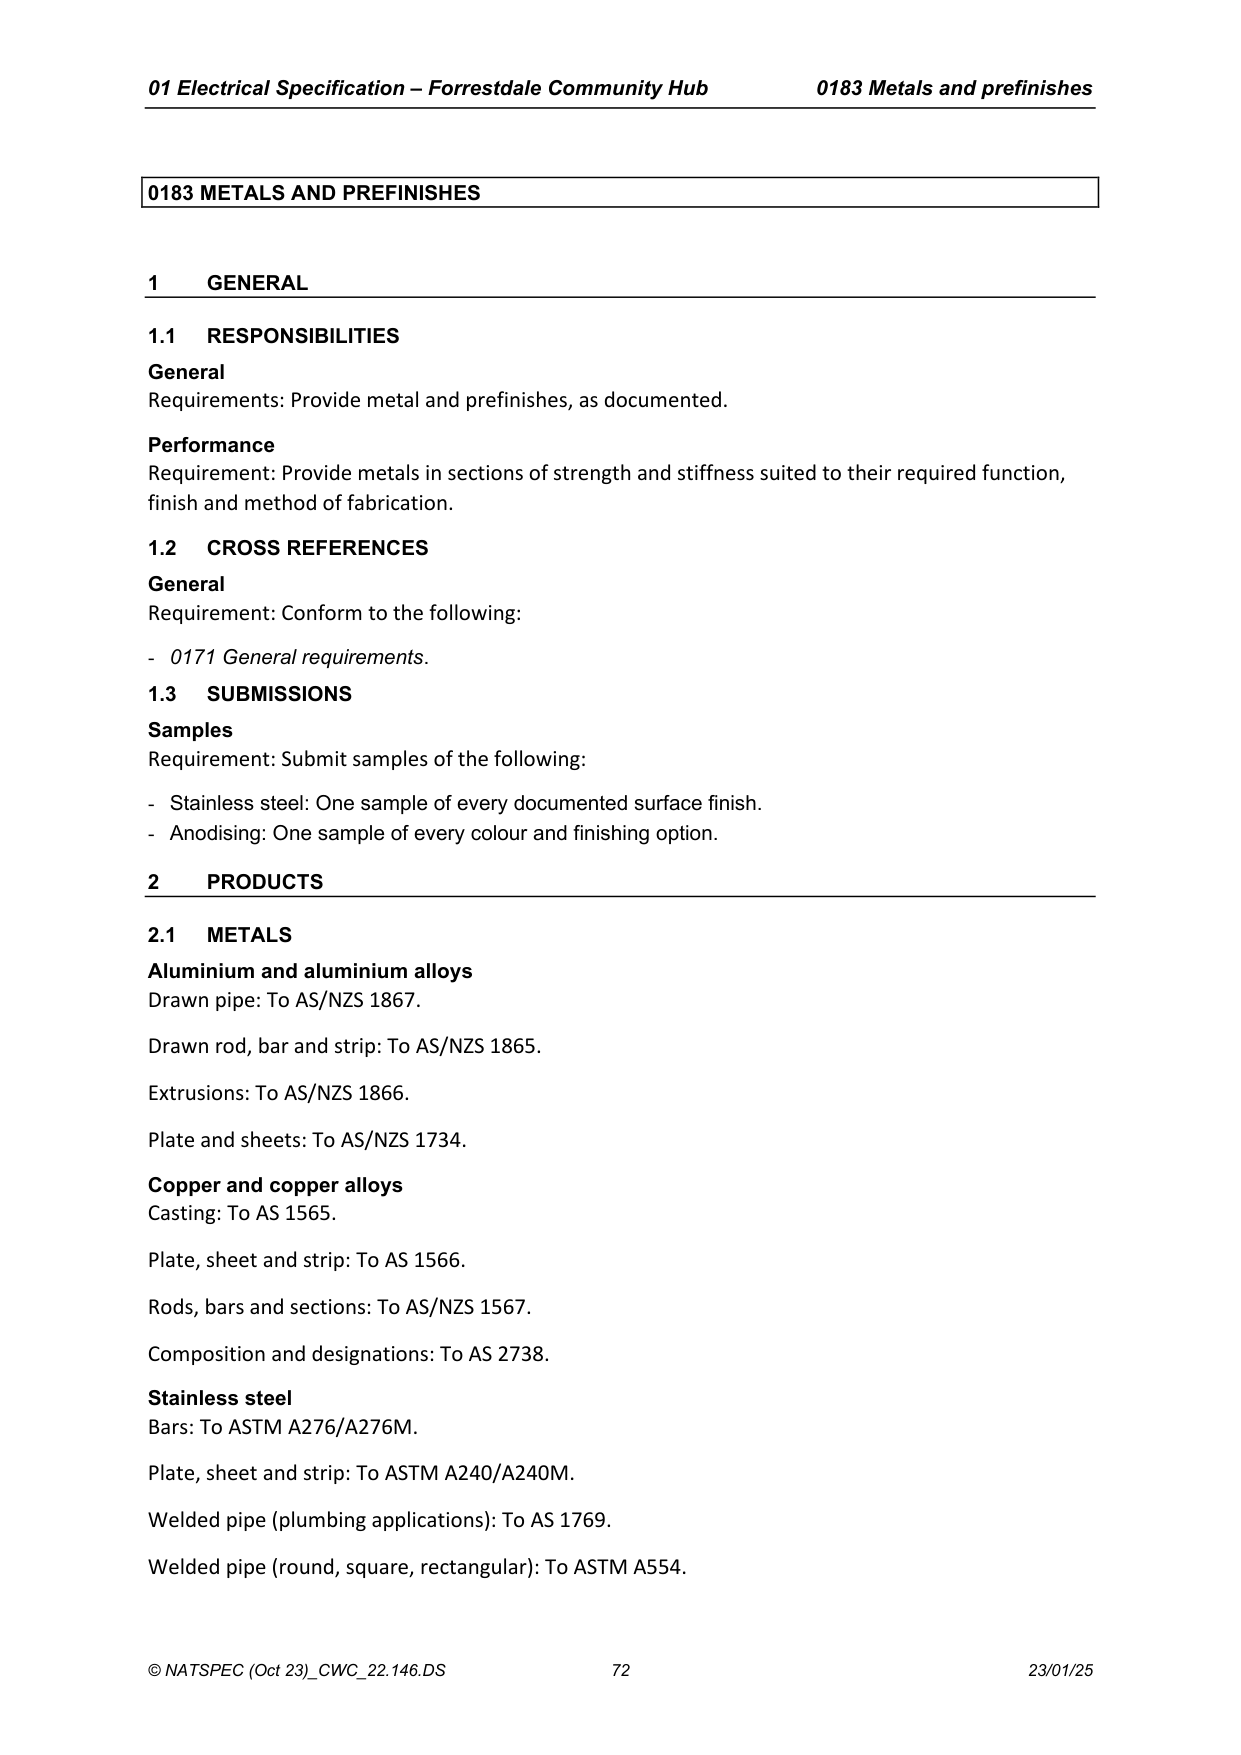 01 Electrical Specification – Forrestdale Community Hub 0183 Metals and prefinishes
0183 METALS AND PREFINISHES
1 GENERAL
1.1 RESPONSIBILITIES
General
Requirements: Provide metal and prefinishes, as documented.
Performance
Requirement: Provide metals in sections of strength and stiffness suited to their required function,
finish and method of fabrication.
1.2 CROSS REFERENCES
General
Requirement: Conform to the following:
- 0171 General requirements.
1.3 SUBMISSIONS
Samples
Requirement: Submit samples of the following:
- Stainless steel: One sample of every documented surface finish.
- Anodising: One sample of every colour and finishing option.
2 PRODUCTS
2.1 METALS
Aluminium and aluminium alloys
Drawn pipe: To AS/NZS 1867.
Drawn rod, bar and strip: To AS/NZS 1865.
Extrusions: To AS/NZS 1866.
Plate and sheets: To AS/NZS 1734.
Copper and copper alloys
Casting: To AS 1565.
Plate, sheet and strip: To AS 1566.
Rods, bars and sections: To AS/NZS 1567.
Composition and designations: To AS 2738.
Stainless steel
Bars: To ASTM A276/A276M.
Plate, sheet and strip: To ASTM A240/A240M.
Welded pipe (plumbing applications): To AS 1769.
Welded pipe (round, square, rectangular): To ASTM A554.
© NATSPEC (Oct 23)_CWC_22.146.DS 72 23/01/25